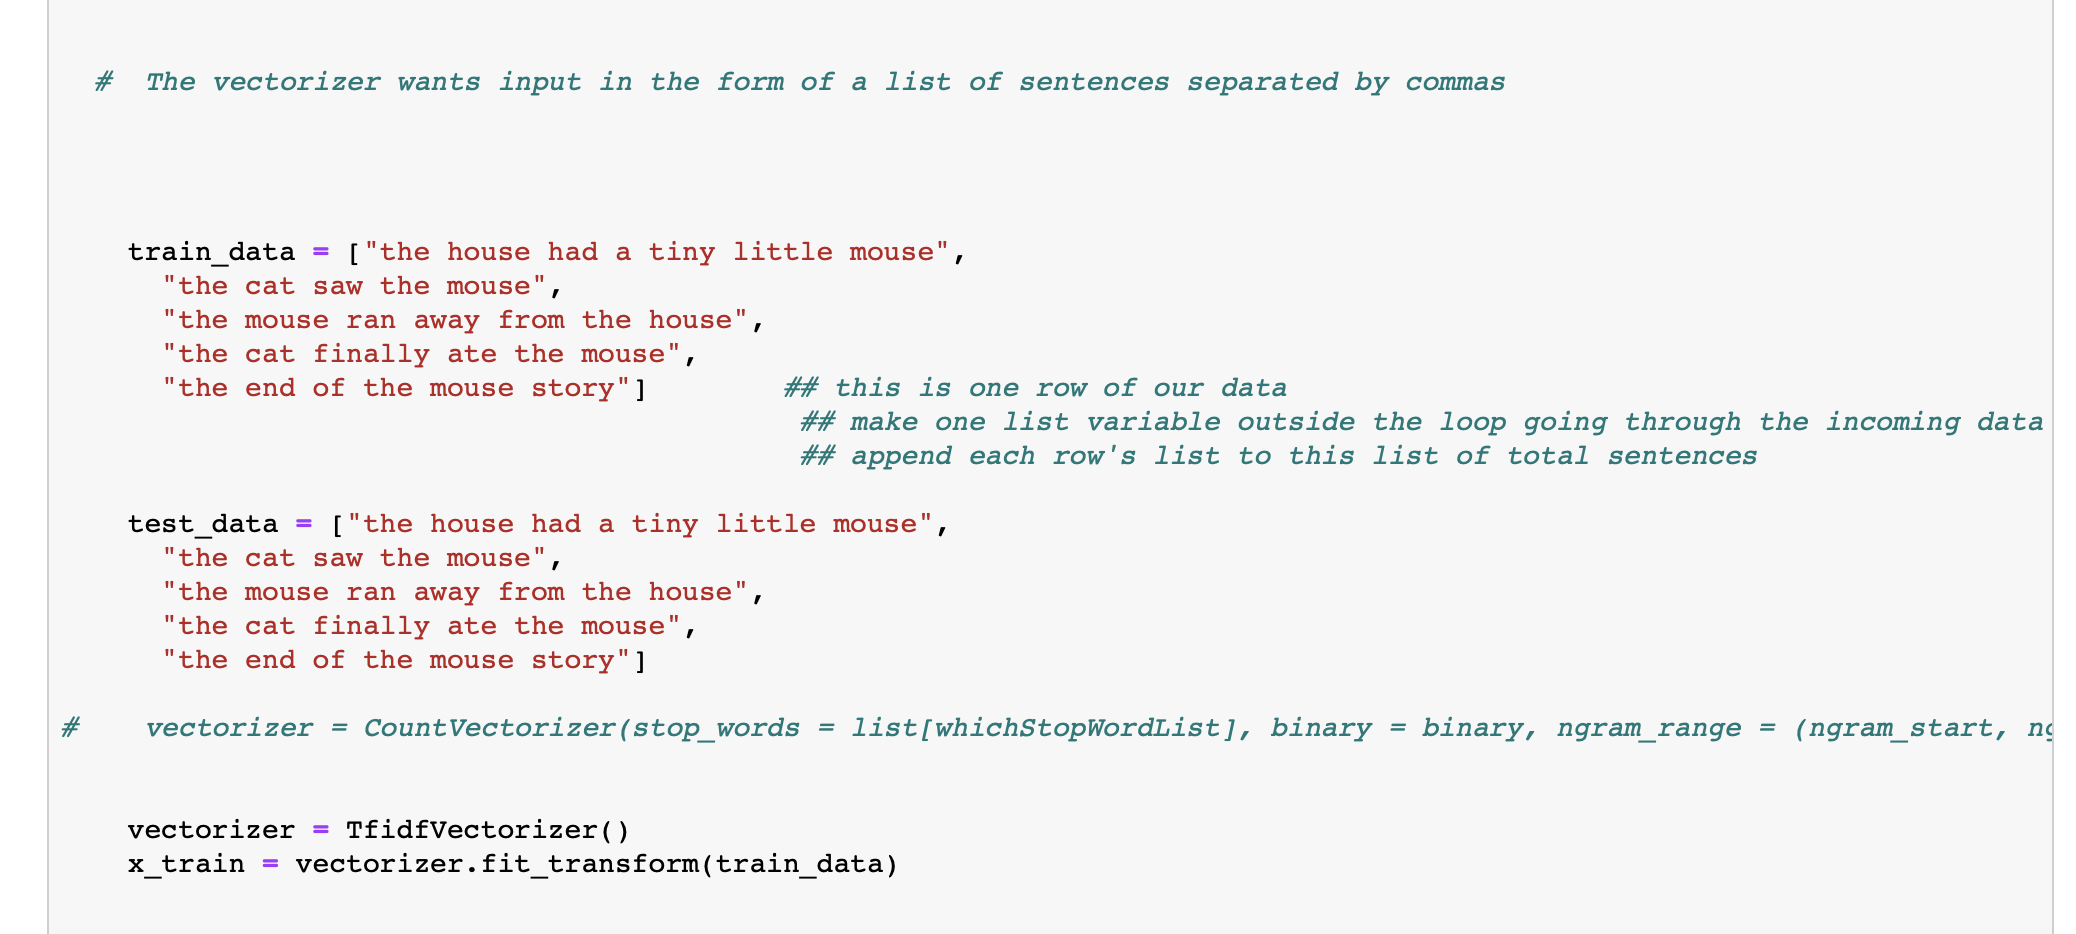 #  The vectorizer wants input in the form of a list of sentences separated by commas
train_data = ["the house had a tiny little mouse",
"the cat saw the mouse",
"the mouse ran away from the house",
"the cat finally ate the mouse",
"the end of the mouse story"]        ## this is one row of our data
## make one list variable outside the loop going through the incoming data
## append each row's list to this list of total sentences
test_data = ["the house had a tiny little mouse",
"the cat saw the mouse",
"the mouse ran away from the house",
"the cat finally ate the mouse",
"the end of the mouse story"]
#    vectorizer = CountVectorizer(stop_words = list[whichStopWordList], binary = binary, ngram_range = (ngram_start,
vectorizer = TfidfVectorizer()
x_train = vectorizer.fit_transform(train_data)